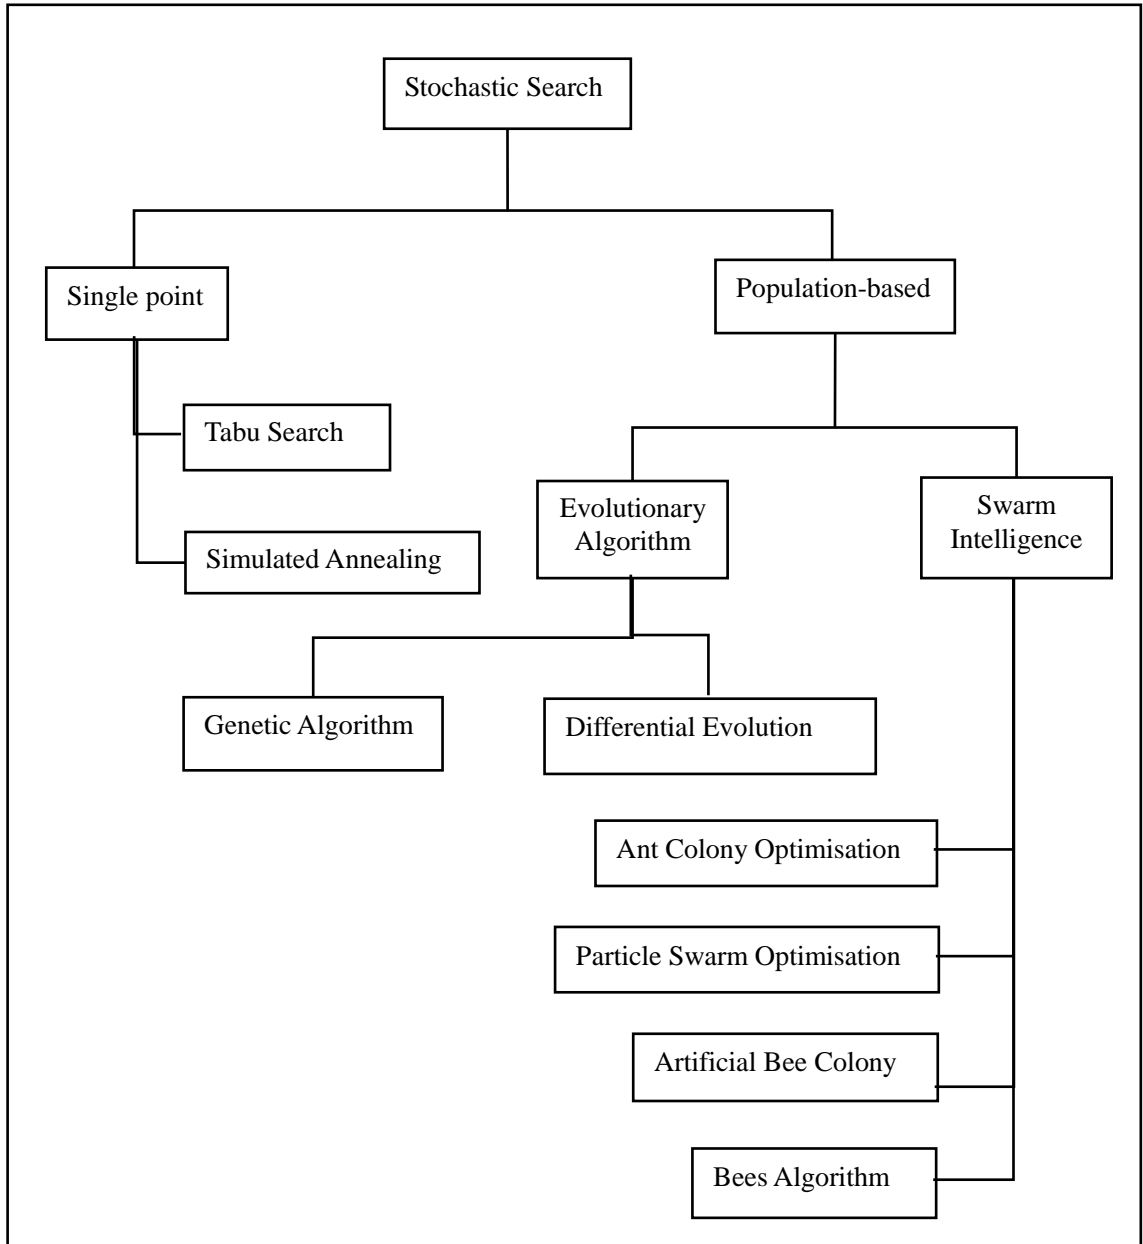 Stochastic Search
Single point
Population-based
Tabu Search
Evolutionary
Algorithm
Swarm
Intelligence
Simulated Annealing
Genetic Algorithm
Differential Evolution
Ant Colony Optimisation
Particle Swarm Optimisation
Artificial Bee Colony
Bees Algorithm